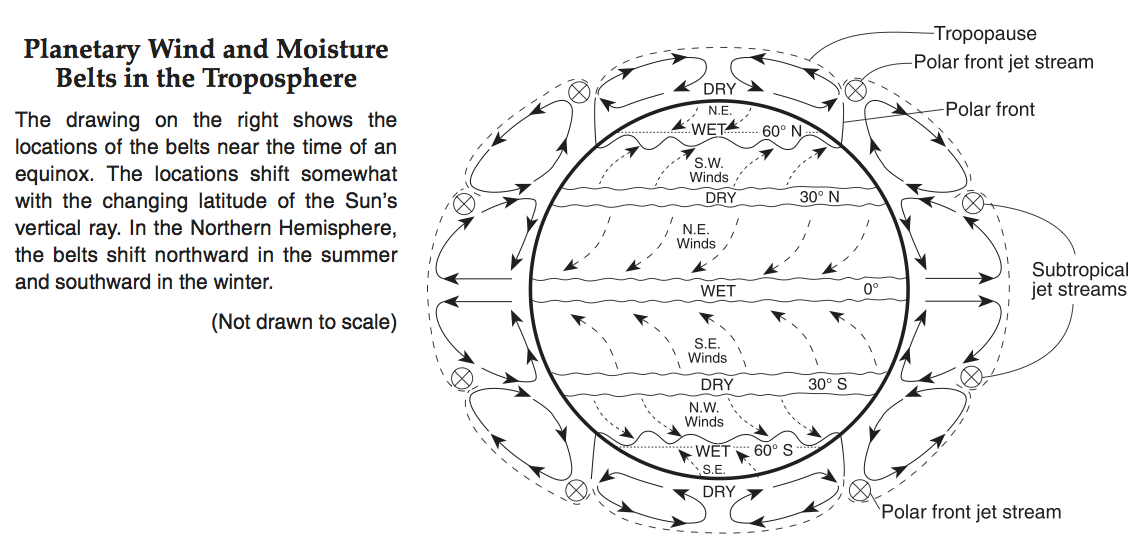 Planetary Wind and Moisture
Belts in the Troposphere
The drawing on the right shows the
locations of the belts near the time of an
equinox. The locations shift somewhat
with the changing latitude of the Sun's
vertical ray. In the Northern Hemisphere,
the belts shift northward in the summer
and southward in the winter.
(Not drawn to scale)
Tropopause
Polar front jet stream
DRY
Polar front
N.E.
WET
60° N
S.W.
Winds
DRY
30° N
N.E.
Winds
Subtropical
jet streams
WET
0°
S.E.
Winds
DRY
30° S
N.W.
Winds
WET
60° S
S.E.
DRY
Polar front jet stream